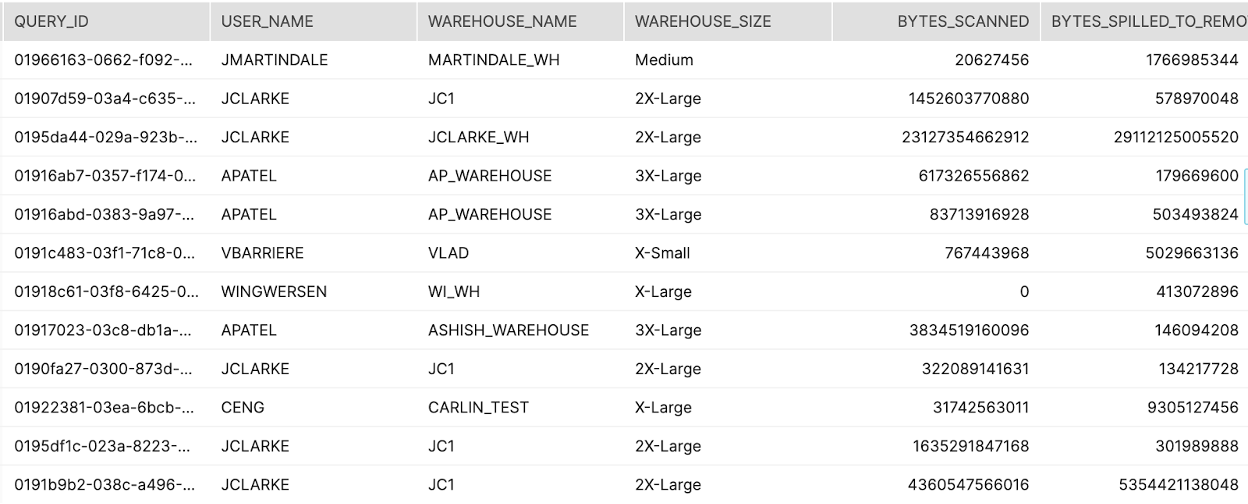 QUERY_ID USER_NAME WAREHOUSE_NAME WAREHOUSE_SIZE BYTES_SCANNED BYTES_SPILLED_TO_REMO
01966163-0662-f092-... JMARTINDALE MARTINDALE_WH Medium 20627456 1766985344
01907d59-03a4-c635-... JCLARKE JC1 2X-Large 1452603770880 578970048
0195da44-029a-923b-... JCLARKE JCLARKE_WH 2X-Large 23127354662912 29112125005520
01916ab7-0357-f174-0... APATEL AP_WAREHOUSE 3X-Large 617326556862 179669600
01916abd-0383-9a97-... APATEL AP_WAREHOUSE 3X-Large 83713916928 503493824
0191c483-03f1-71c8-0... VBARRIERE VLAD X-Small 767443968 5029663136
01918c61-03f8-6425-0... WINGWERSEN WI_WH X-Large 0 413072896
01917023-03c8-db1a-... APATEL ASHISH_WAREHOUSE 3X-Large 3834519160096 146094208
0190fa27-0300-873d-... JCLARKE JC1 2X-Large 322089141631 134217728
01922381-03ea-6bcb-... CENG CARLIN_TEST X-Large 31742563011 9305127456
0195df1c-023a-8223-... JCLARKE JC1 2X-Large 1635291847168 301989888
0191b9b2-038c-a496-... JCLARKE JC1 2X-Large 4360547566016 5354421138048